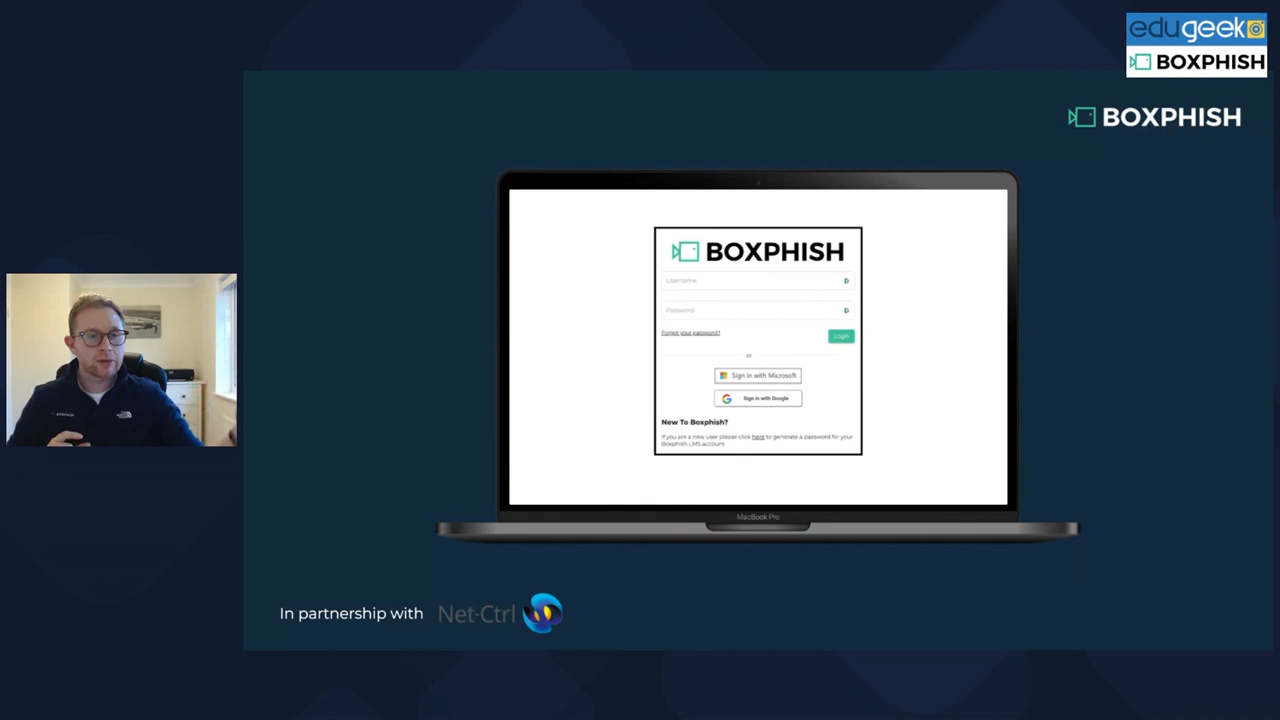 edugeek
BOXPHISH
BOXPHISH
BOXPHISH
Username
Password
Forgot your password?
Login
or
Sign in with Microsoft
Sign in with Google
New To Boxphish?
If you are a new user please click here to generate a password for your
Boxphish LMS account.
MacBook Pro
In partnership with Net-Ctrl